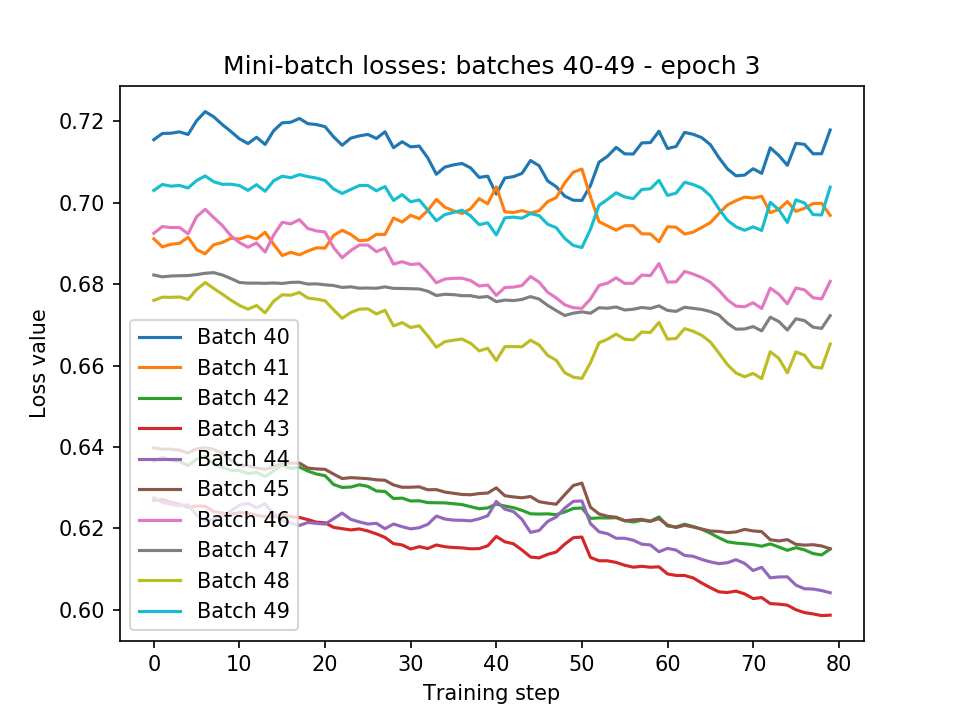 Mini-batch losses: batches 40-49 - epoch 3
0.72
0.70
0.68
0.66
0.64
0.62
0.60
Loss value
Batch 40
Batch 41
Batch 42
Batch 43
Batch 44
Batch 45
Batch 46
Batch 47
Batch 48
Batch 49
0 10 20 30 40 50 60 70 80
Training step